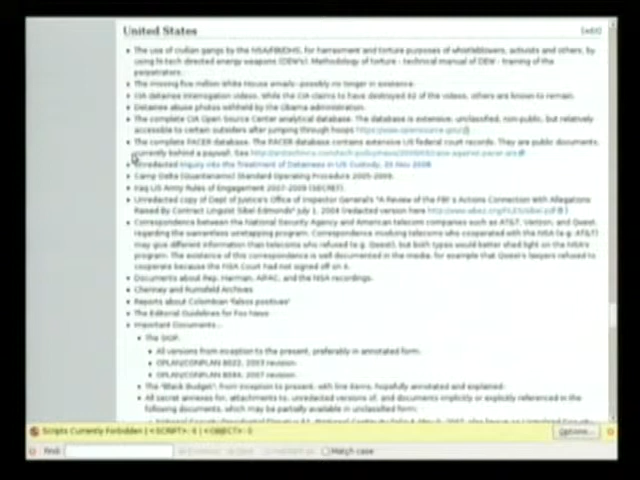 United States [edit]
The use of civilian gangs by the NSA/FBI/DHS, for harassment and torture purposes of whistleblowers, activists and others, by
using hi-tech directed energy weapons (DEWs). Methodology of torture - technical manual of DEW - training of the
perpetrators.
The missing five million White House emails--possibly no longer in existence.
CIA detainee interrogation videos. While the CIA claims to have destroyed 92 of the videos, others are known to remain.
Detainee abuse photos withheld by the Obama administration.
The complete CIA Open Source Center analytical database. The database is extensive, unclassified, non-public, but relatively
accessible to certain outsiders after jumping through hoops
The complete PACER database. The PACER database contains extensive US federal court records. They are public documents,
currently behind a paywall. See
Unredacted Inquiry into the Treatment of Detainees in US Custody, 20 Nov 2008
Camp Delta (Guantanamo) Standard Operating Procedure 2005-2009.
Iraq US Army Rules of Engagement 2007-2009 (SECRET).
Unredacted copy of Dept of Justice's Office of Inspector General's "A Review of the FBI's Actions Connection With Allegations
Raised By Contract Linguist Sibel Edmonds" July 1, 2004 (redacted version here
Correspondence between the National Security Agency and American telecom companies such as AT&T, Verizon, and Qwest,
regarding the warrantless wiretapping program. Correspondence involving telecoms who cooperated with the NSA (e.g. AT&T)
may give different information than telecoms who refused (e.g. Qwest), but both types would better shed light on the NSA's
program. The existence of this correspondence is well documented in the media, for example that Qwest's lawyers refused to
cooperate because the FISA Court had not signed off on it.
Documents about Rep. Harman, AIPAC, and the NSA recordings.
Cheney and Rumsfeld Archives
Reports about Colombian 'falsos positivos'
The Editorial Guidelines for Fox News
Important Documents...
The SIOP:
All versions from inception to the present, preferably in annotated form.
OPLAN/CONPLAN 8022, 2003 revision.
OPLAN/CONPLAN 8044, 2007 revision.
The "Black Budget", from inception to present, with line items, hopefully annotated and explained.
All secret annexes for, attachments to, unredacted versions of, and documents implicitly or explicitly referenced in the
following documents, which may be partially available in unclassified form:
Scripts Currently Forbidden | <SCRIPT>: 6 | <OBJECT>: 0 Options...
Find: Match case